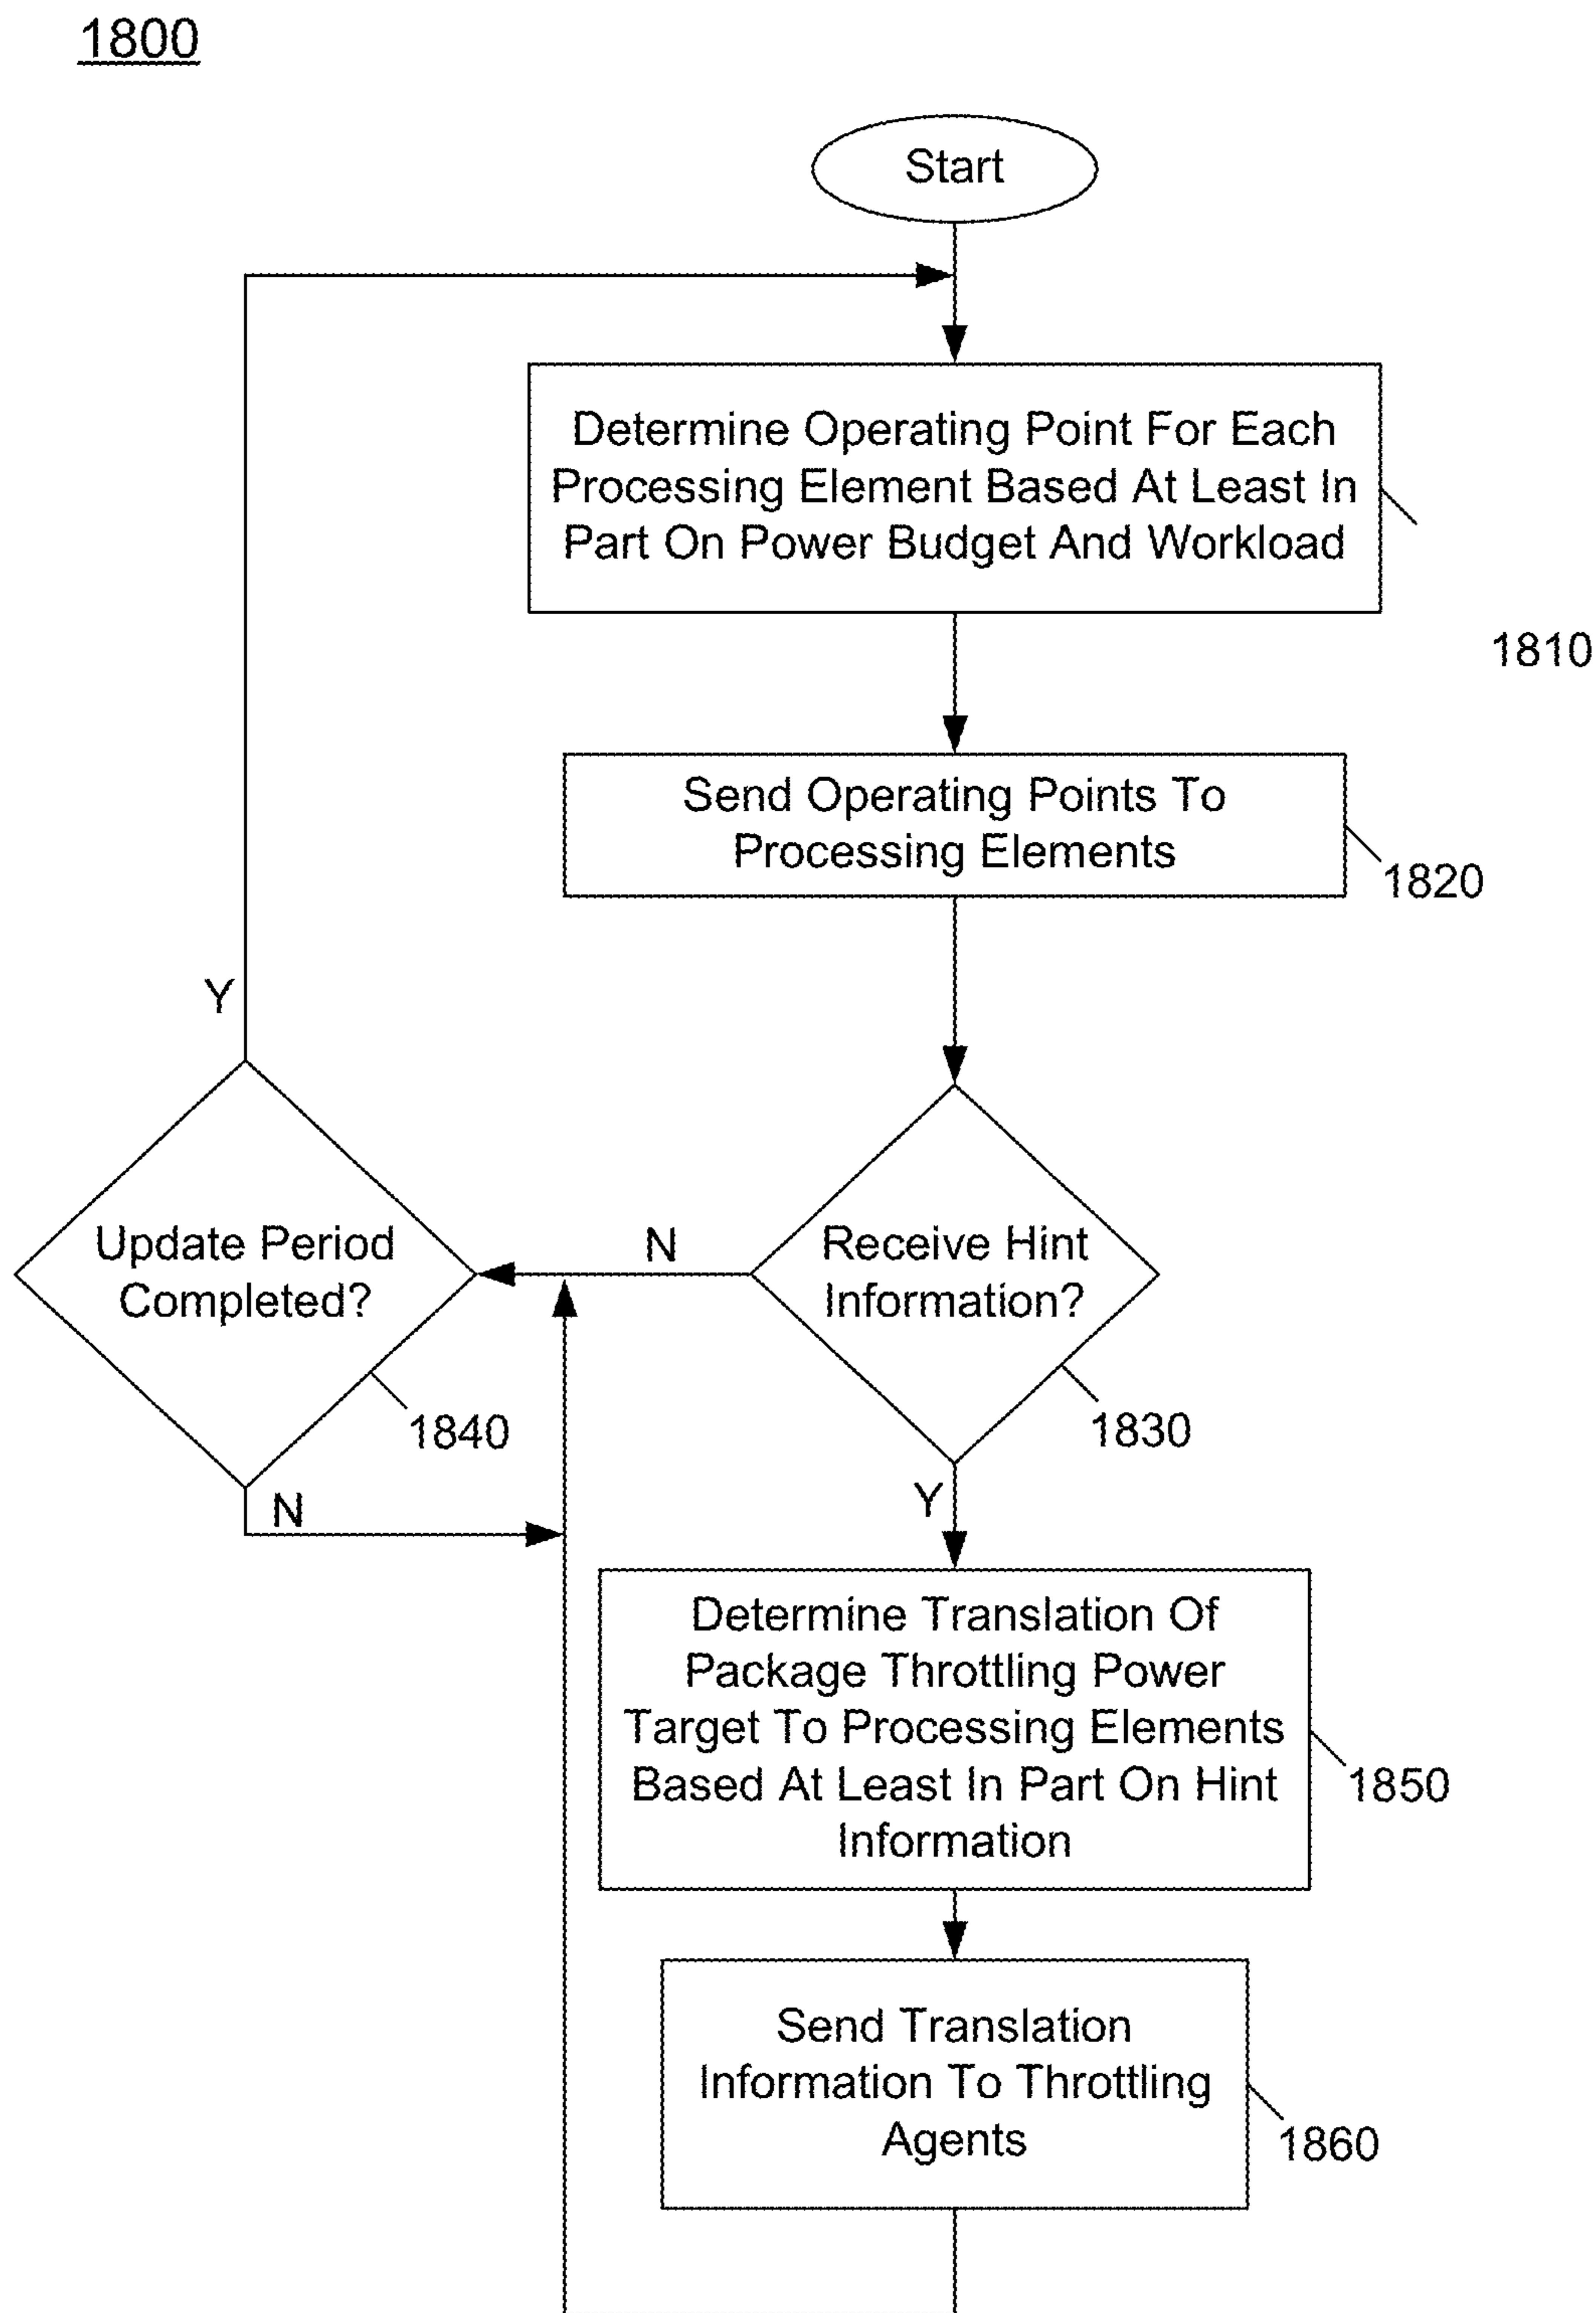 1800
Start
Determine Operating Point For Each
Processing Element Based At Least In
Part On Power Budget And Workload
1810
Send Operating Points To
Processing Elements
1820
Y
Update Period
Completed?
N
Receive Hint
Information?
1840
1830
N
Y
Determine Translation Of
Package Throttling Power
Target To Processing Elements
Based At Least In Part On Hint
Information
1850
Send Translation
Information To Throttling
Agents
1860